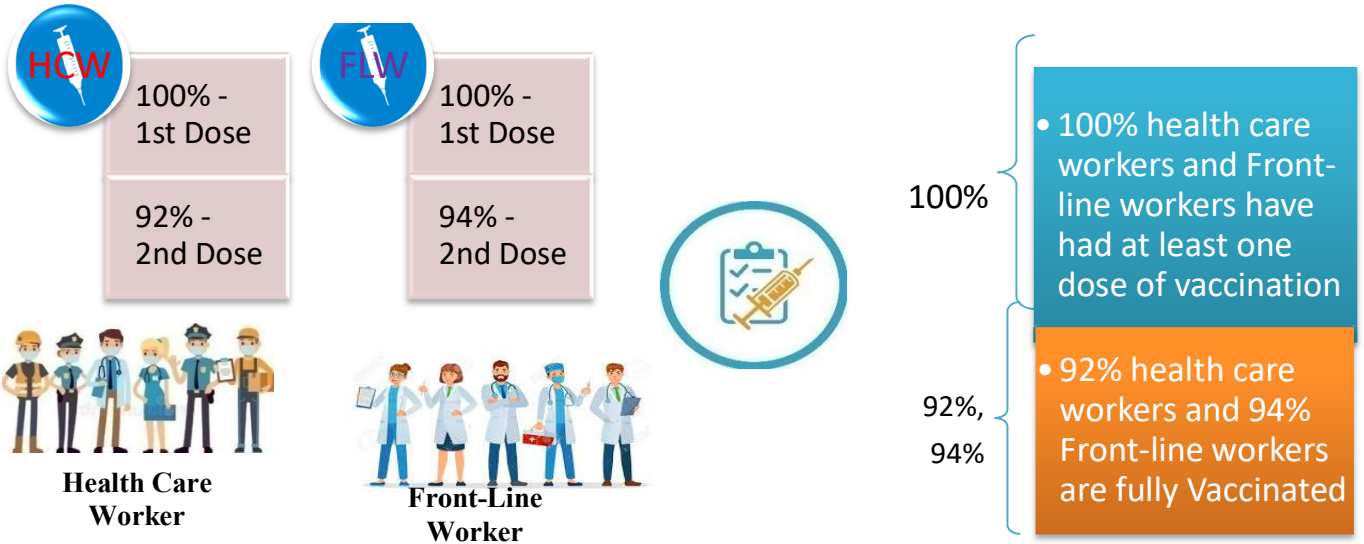 HCW
100% -
1st Dose
92% -
2nd Dose
Health Care
Worker
FLW
100% -
1st Dose
94% -
2nd Dose
Front-Line
Worker
100%
• 100% health care
workers and Front-
line workers have
had at least one
dose of vaccination
92%,
94%
• 92% health care
workers and 94%
Front-line workers
are fully Vaccinated